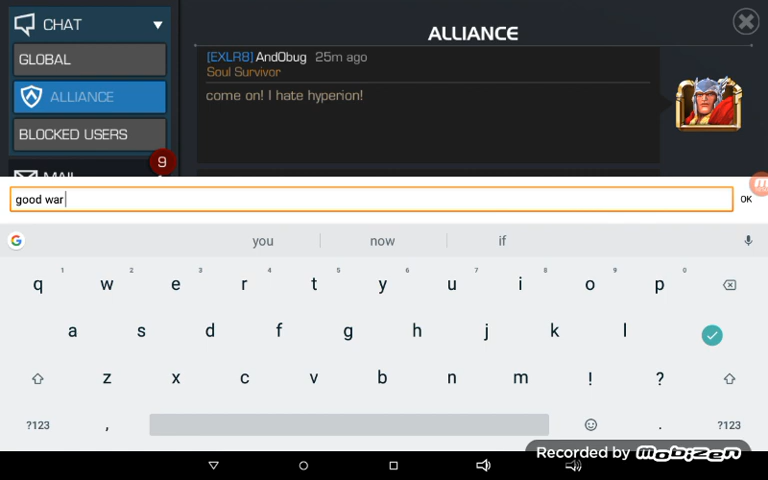 CHAT
ALLIANCE
GLOBAL
[EXLR8] AndObug 25m ago
Soul Survivor
ALLIANCE
come on! I hate hyperion!
BLOCKED USERS
9
MAIL
good war
OK
G you now if
1 2 3 4 5 6 7 8 9 0
q w e r t y u i o p
a s d f g h j k l
z x c v b n m ! ?
?123 , . ?123
Recorded by mobizen